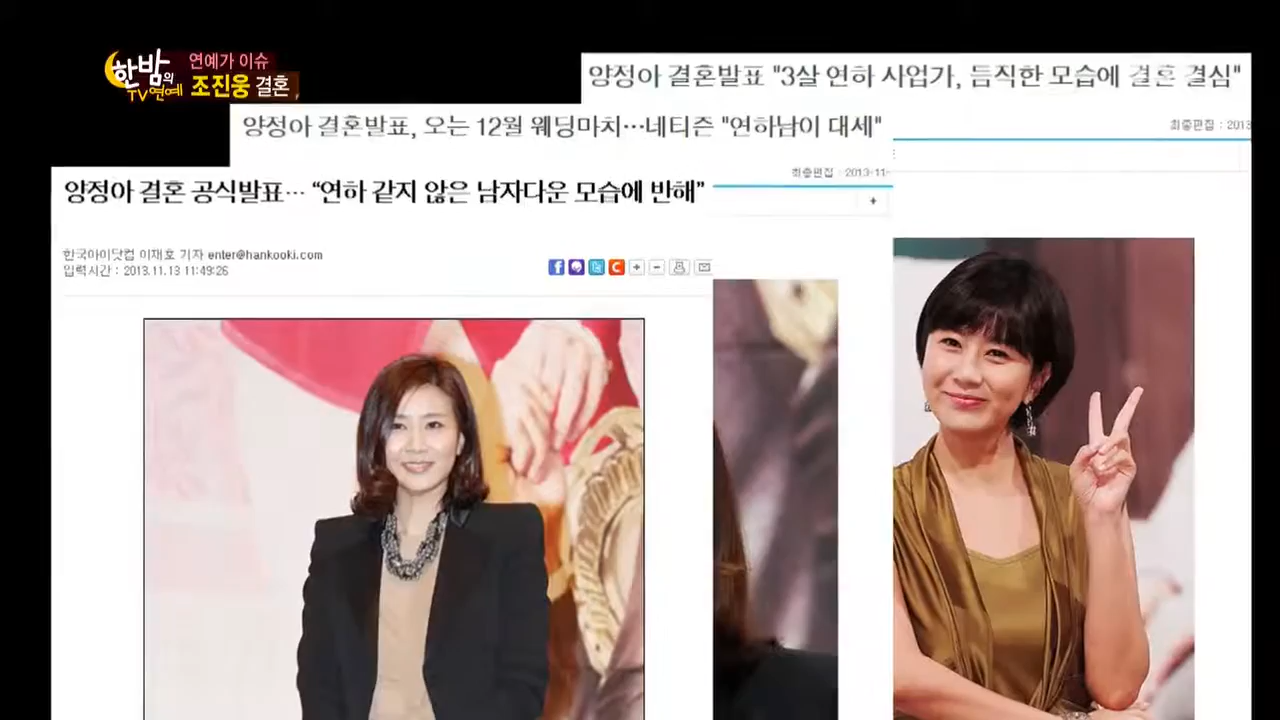 한밤의
TV연예
연예가 이슈
조진웅 결혼
양정아 결혼발표 "3살 연하 사업가, 듬직한 모습에 결혼 결심"
최종편집 : 2013
양정아 결혼발표, 오는 12월 웨딩마치…네티즌 "연하남이 대세"
최종편집 : 2013-11-
양정아 결혼 공식발표… “연하 같지 않은 남자다운 모습에 반해”
한국아이닷컴 이재호 기자 enter@hankooki.com
입력시간 : 2013.11.13 11:49:26